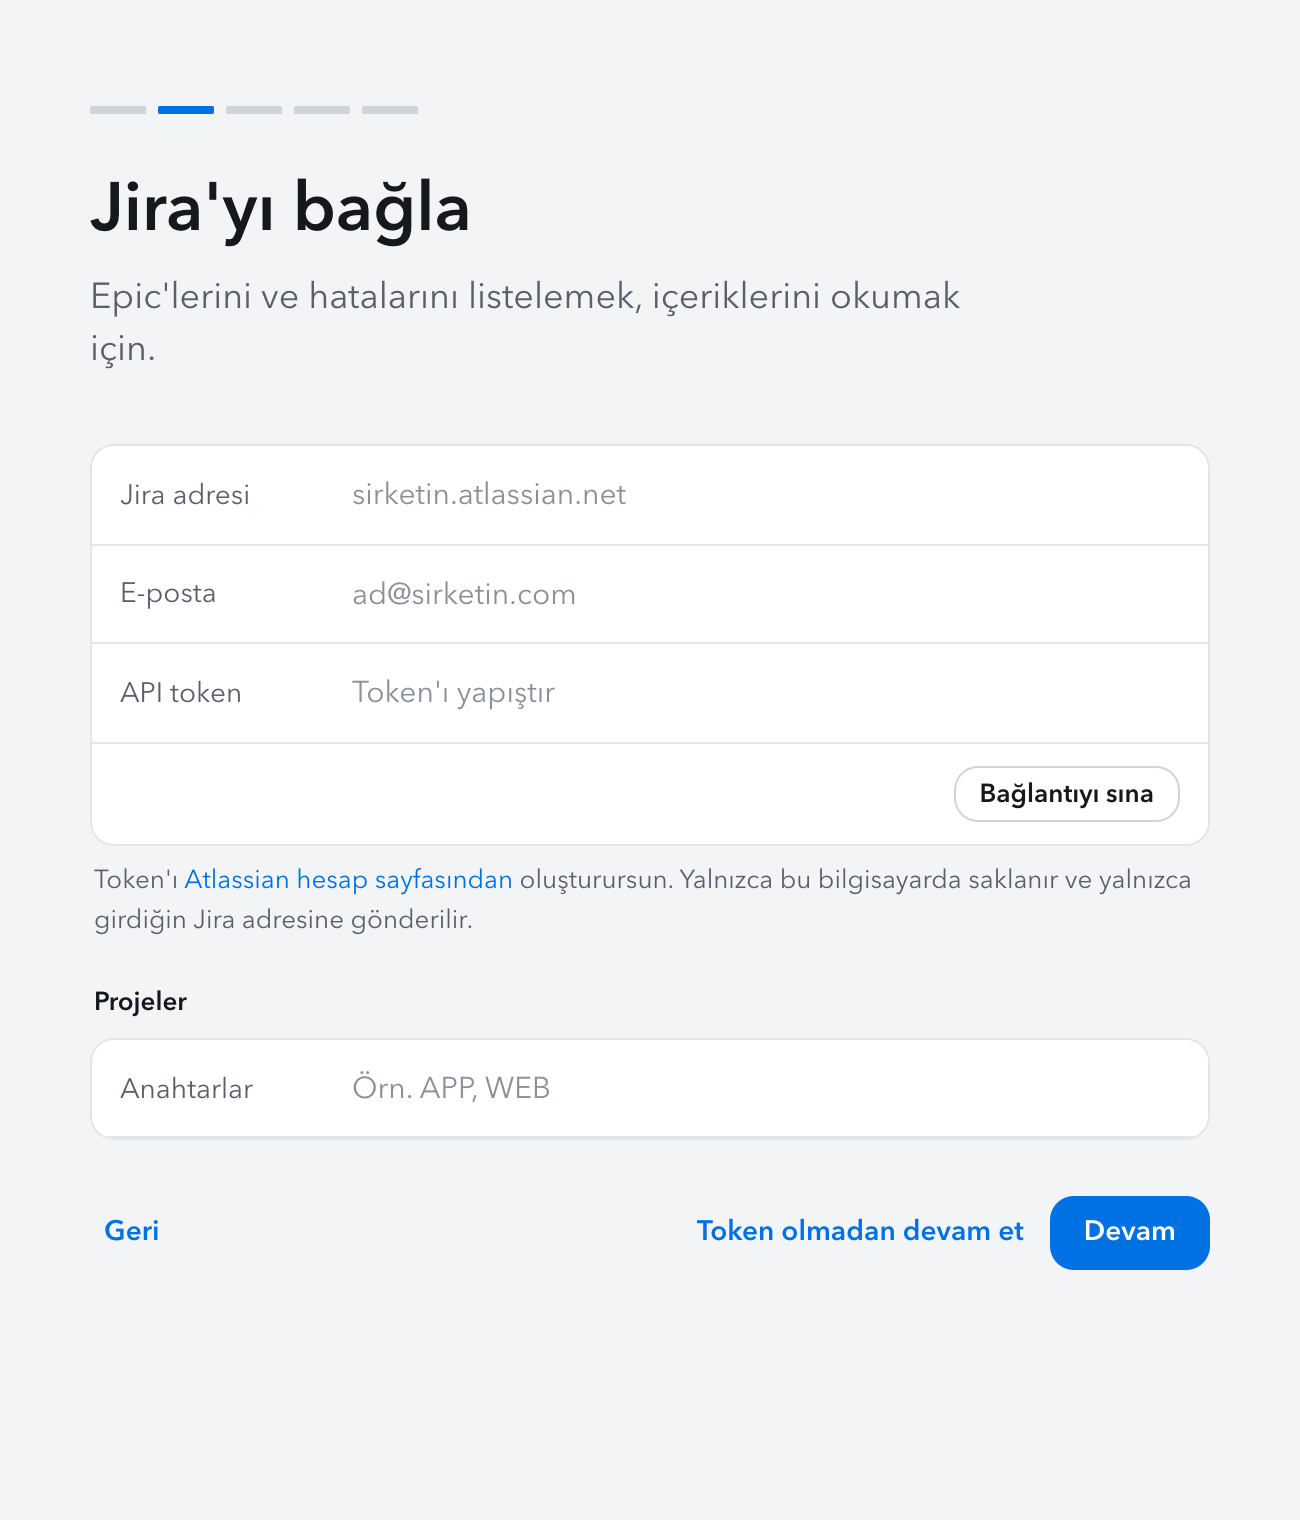 Jira'yı bağla
Epic'lerini ve hatalarını listelemek, içeriklerini okumak
için.
Jira adresi sirketin.atlassian.net
E-posta ad@sirketin.com
API token Token'ı yapıştır
Bağlantıyı sına
Token'ı Atlassian hesap sayfasından oluşturursun. Yalnızca bu bilgisayarda saklanır ve yalnızca
girdiğin Jira adresine gönderilir.
Projeler
Anahtarlar Örn. APP, WEB
Geri Token olmadan devam et Devam